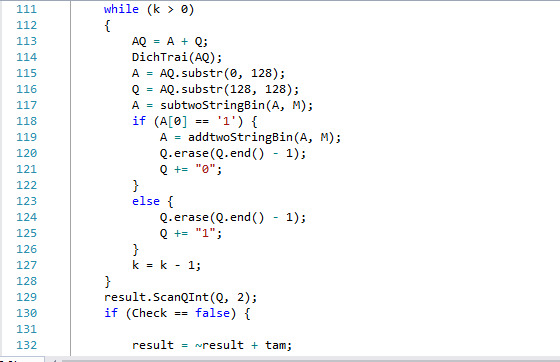 111 while (k > 0)
112 {
113 AQ = A + Q;
114 DichTrai(AQ);
115 A = AQ.substr(0, 128);
116 Q = AQ.substr(128, 128);
117 A = subtwoStringBin(A, M);
118 if (A[0] == '1') {
119 A = addtwoStringBin(A, M);
120 Q.erase(Q.end() - 1);
121 Q += "0";
122 }
123 else {
124 Q.erase(Q.end() - 1);
125 Q += "1";
126 }
127 k = k - 1;
128 }
129 result.ScanQInt(Q, 2);
130 if (Check == false) {
131
132 result = ~result + tam;